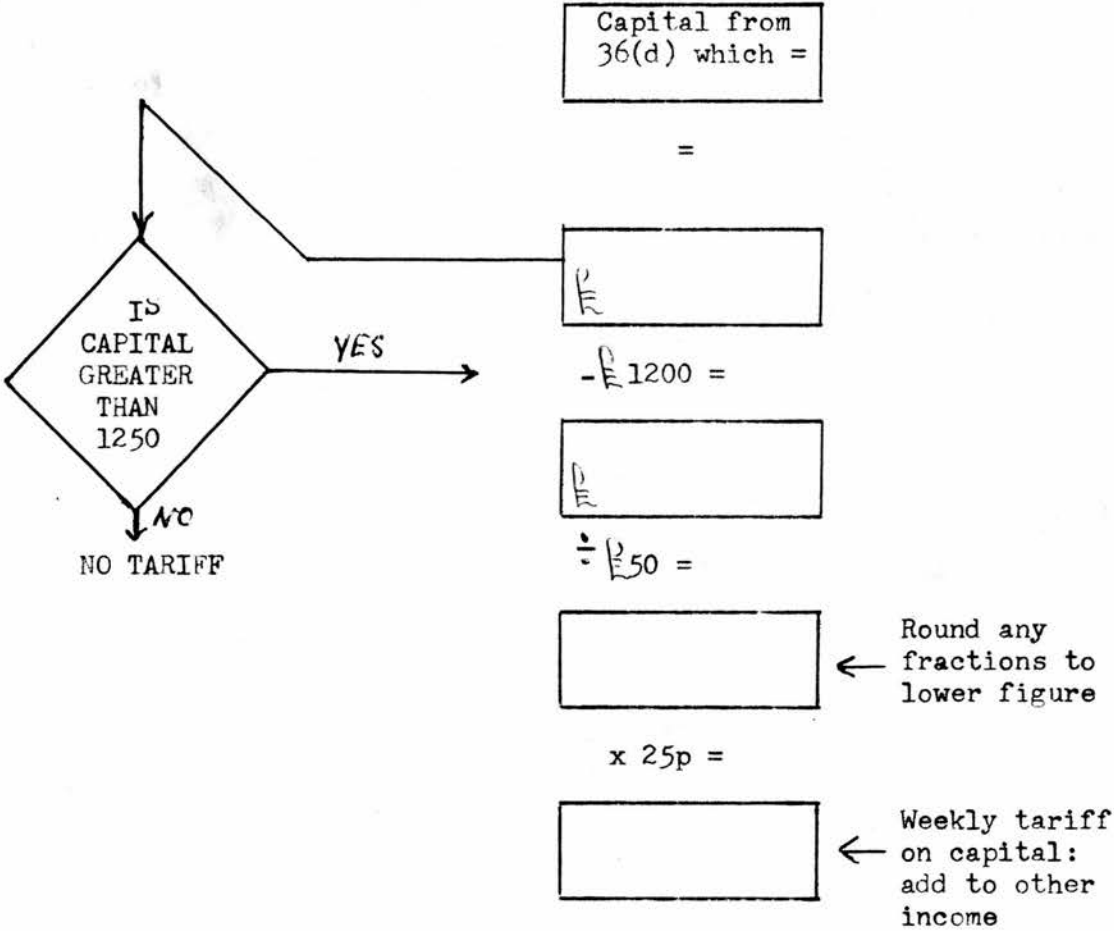 Capital from
36(d) which =
=
£
IS
CAPITAL
GREATER
THAN
1250
YES
NO
NO TARIFF
-£1200 =
£
÷ £50 =
Round any
fractions to
lower figure
x 25p =
Weekly tariff
on capital:
add to other
income